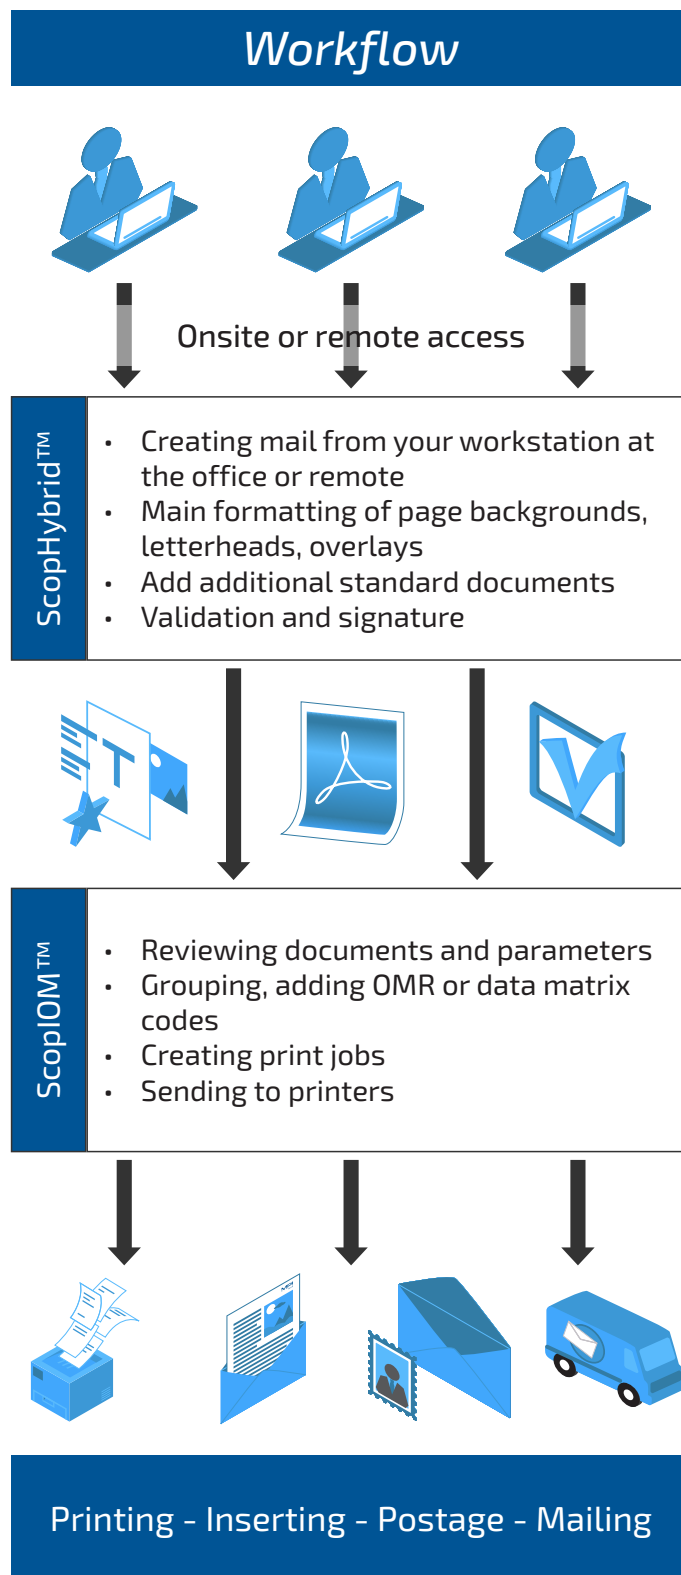 Workflow
Onsite or remote access
ScopHybrid™
• Creating mail from your workstation at
the office or remote
• Main formatting of page backgrounds,
letterheads, overlays
• Add additional standard documents
• Validation and signature
T
ScopIOM™
• Reviewing documents and parameters
• Grouping, adding OMR or data matrix
codes
• Creating print jobs
• Sending to printers
Printing - Inserting - Postage - Mailing